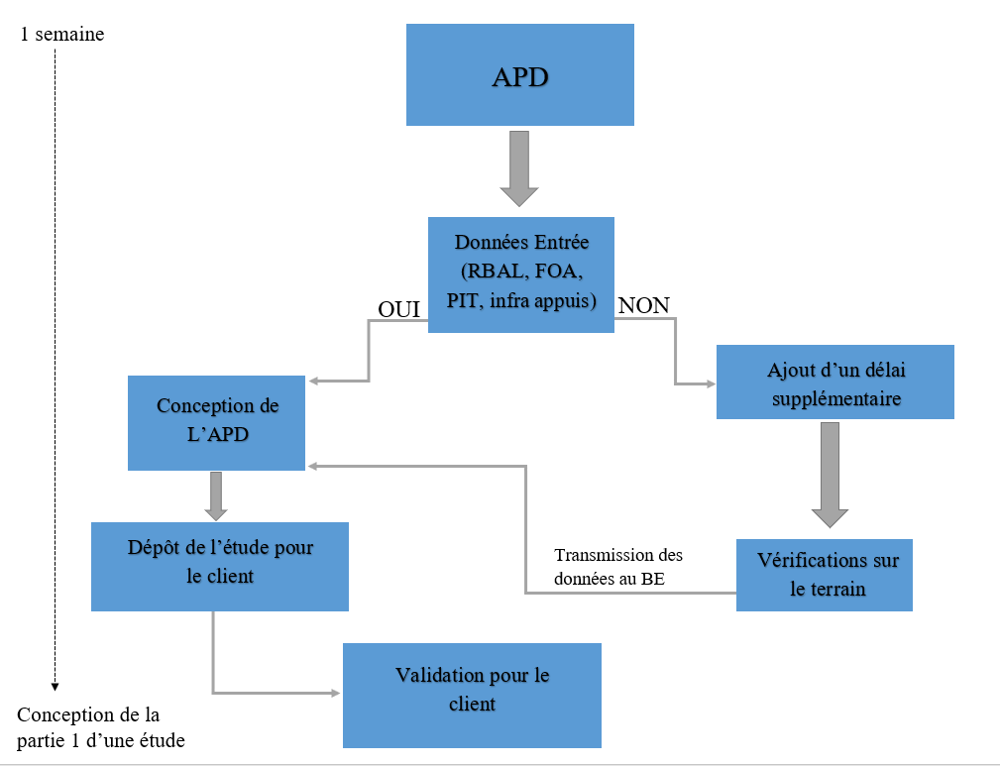 1 semaine
APD
Données Entrée
(RBAL, FOA,
PIT, infra appuis)
OUI
NON
Ajout d’un délai
supplémentaire
Conception de
L’APD
Dépôt de l’étude pour
le client
Transmission des
données au BE
Vérifications sur
le terrain
Validation pour le
client
Conception de la
partie 1 d’une étude